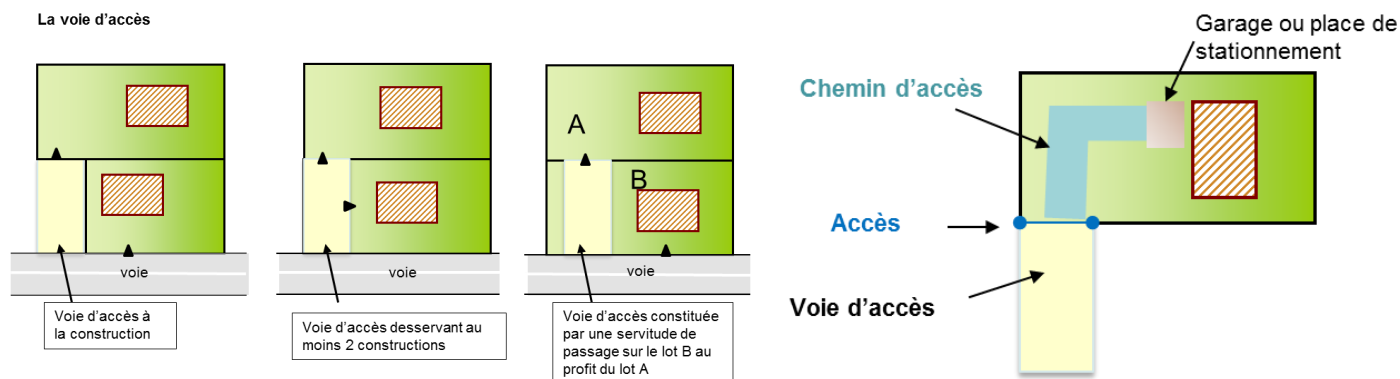 La voie d'accès
voie
Voie d'accès à
la construction
voie
Voie d'accès desservant au
moins 2 constructions
A
B
voie
Voie d'accès constituée
par une servitude de
passage sur le lot B au
profit du lot A
Garage ou place de
stationnement
Chemin d'accès
Accès
Voie d'accès